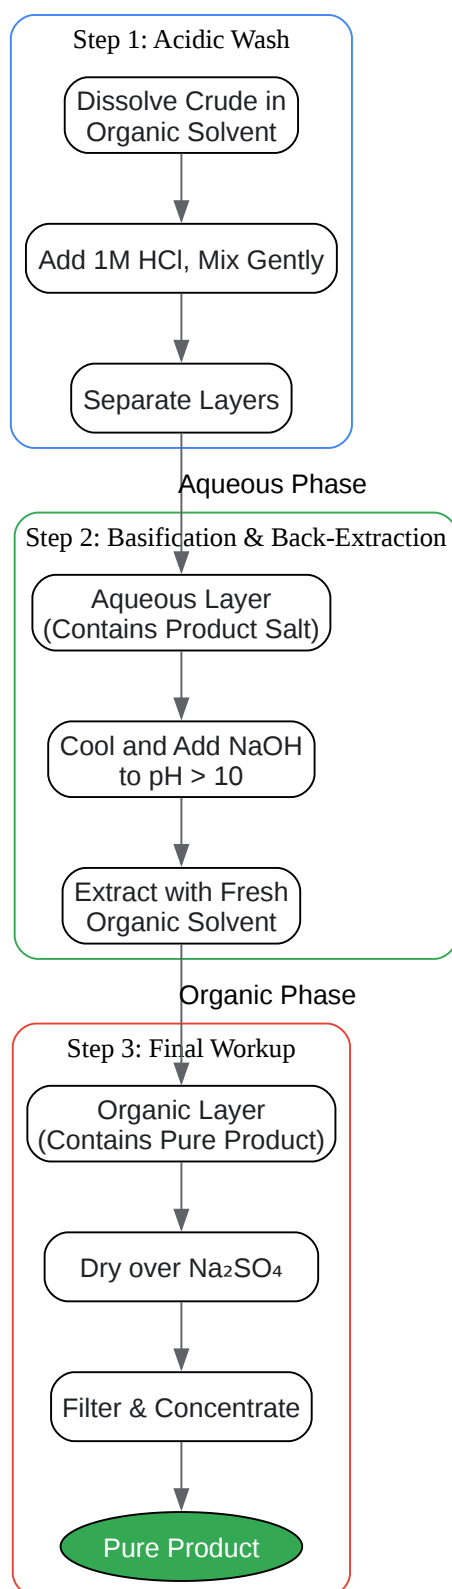 Step 1: Acidic Wash
Dissolve Crude in
Organic Solvent
Add 1M HCl, Mix Gently
Separate Layers
Aqueous Phase
Step 2: Basification & Back-Extraction
Aqueous Layer
(Contains Product Salt)
Cool and Add NaOH
to pH > 10
Extract with Fresh
Organic Solvent
Organic Phase
Step 3: Final Workup
Organic Layer
(Contains Pure Product)
Dry over Na₂SO₄
Filter & Concentrate
Pure Product